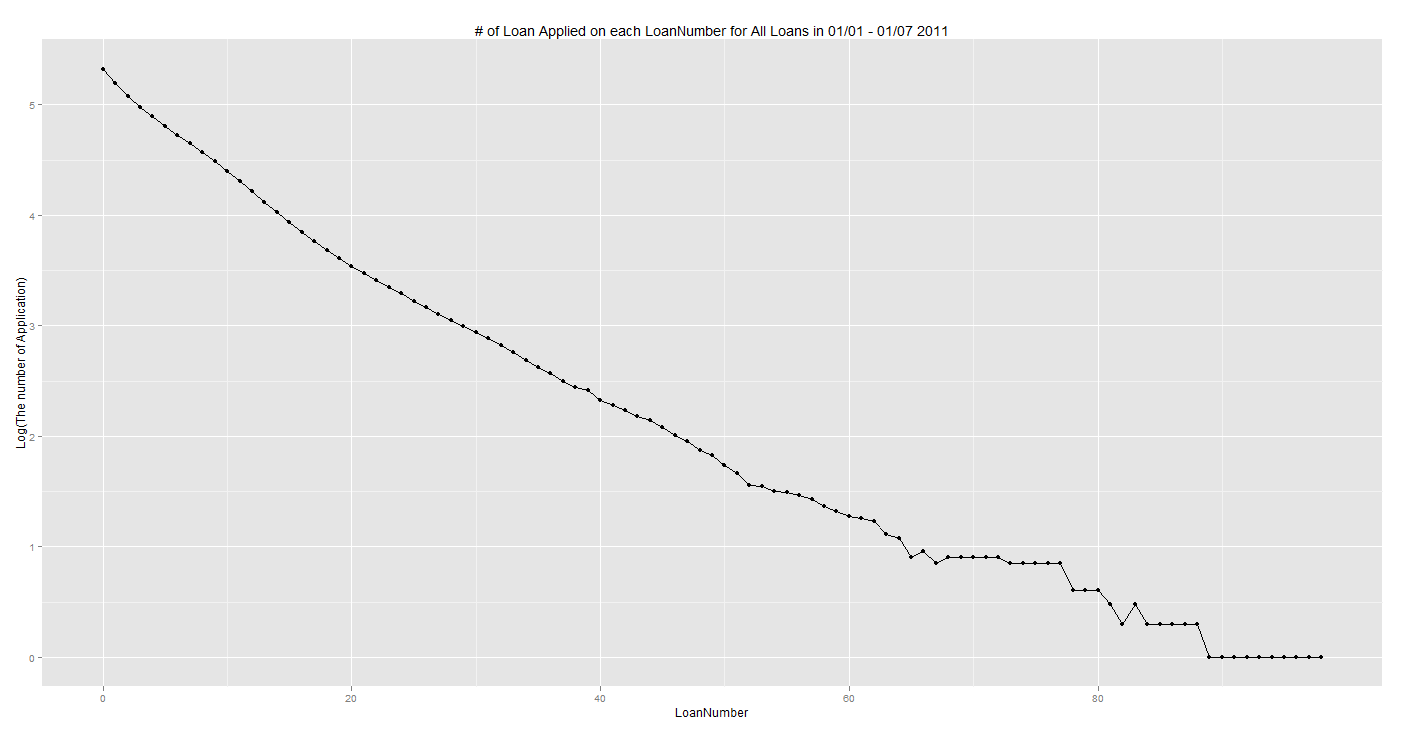 # of Loan Applied on each LoanNumber for All Loans in 01/01 - 01/07 2011
Log(The number of Application)
5
4
3
2
1
0
0 20 40 60 80
LoanNumber